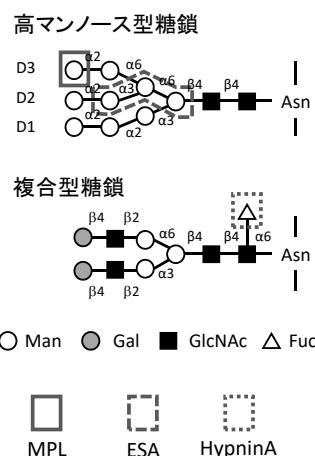 高マンノース型糖鎖
D3 α2 α6
D2 α2 α3 α6 β4 β4
D1 α2 α2 α3 Asn
複合型糖鎖
β4 β2 α6 β4 β4 α6
α3 Asn
β4 β2
Man Gal GlcNAc Fuc
MPL ESA HypninA